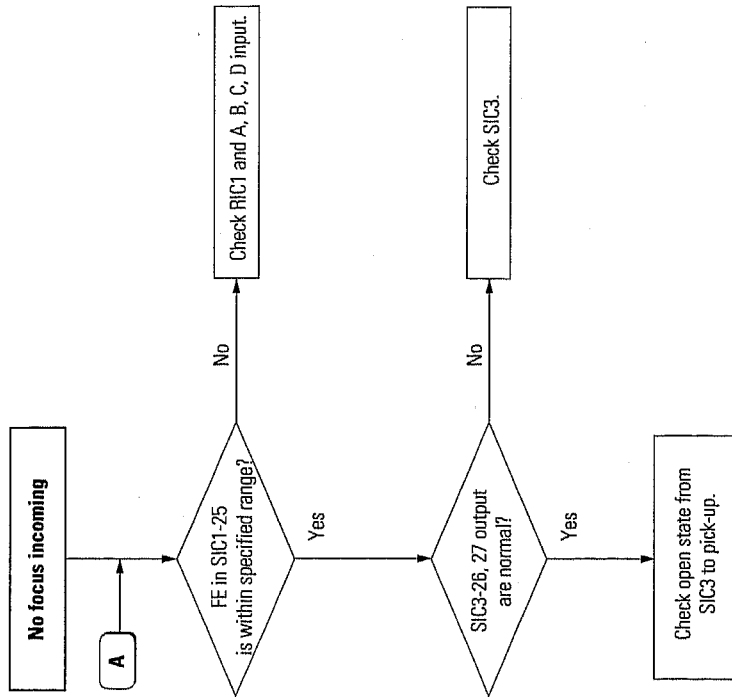 No focus incoming
A
FE in SIC1-25
is within specified range?
No
Check RIC1 and A, B, C, D input.
Yes
SIC3-26, 27 output
are normal?
No
Check SIC3.
Yes
Check open state from
SIC3 to pick-up.